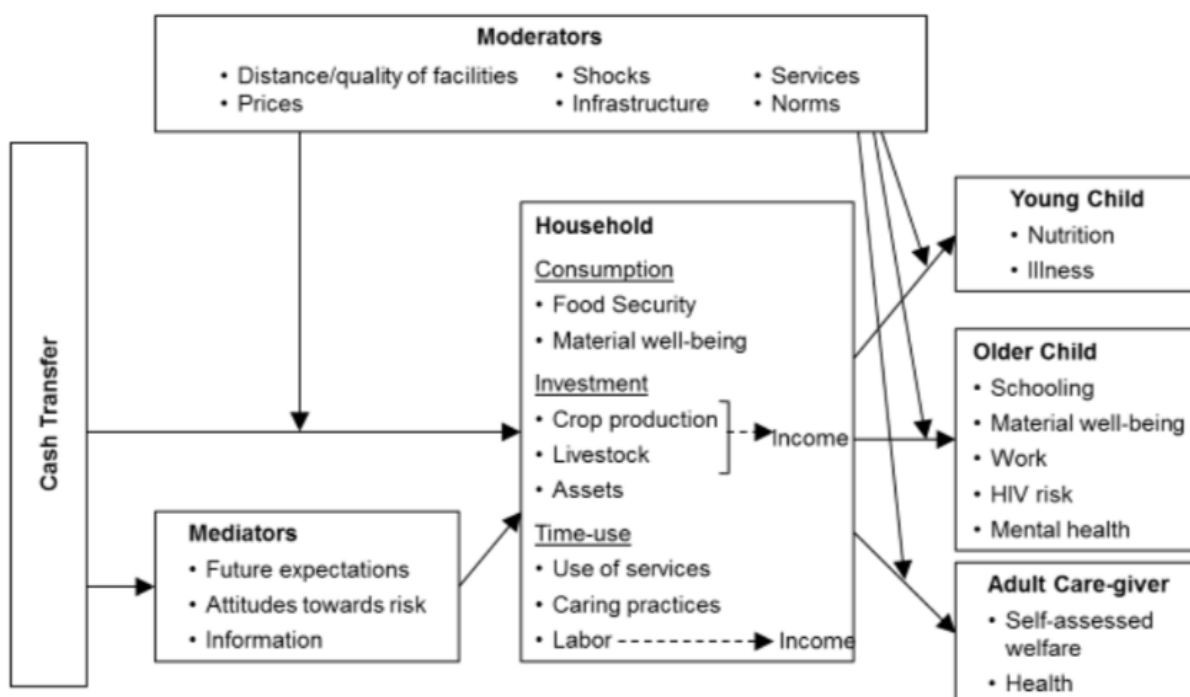 Moderators
• Distance/quality of facilities • Shocks • Services
• Prices • Infrastructure • Norms
Cash Transfer
Mediators
• Future expectations
• Attitudes towards risk
• Information
Household
Consumption
• Food Security
• Material well-being
Investment
• Crop production
• Livestock
Income
• Assets
Time-use
• Use of services
• Caring practices
• Labor Income
Young Child
• Nutrition
• Illness
Older Child
• Schooling
• Material well-being
• Work
• HIV risk
• Mental health
Adult Care-giver
• Self-assessed
welfare
• Health